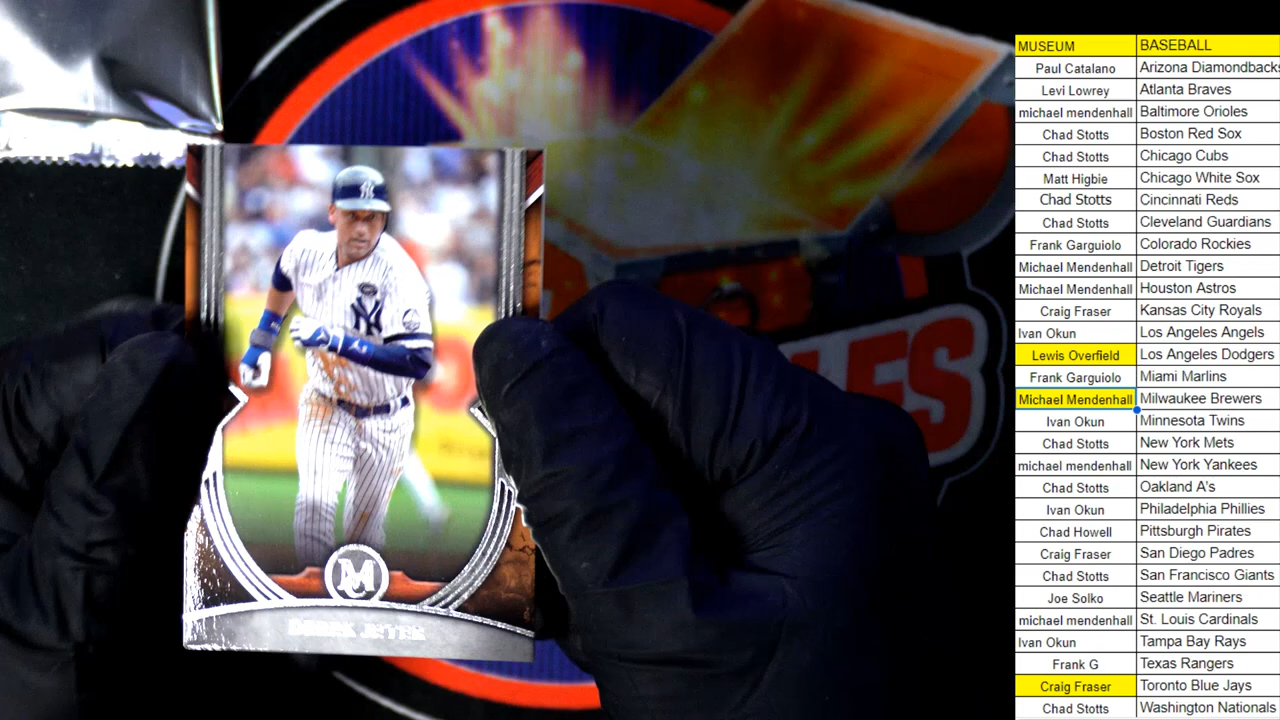 NY
NY
MC
DEREK JETER
LES
MUSEUM BASEBALL
Paul Catalano Arizona Diamondbacks
Levi Lowrey Atlanta Braves
michael mendenhall Baltimore Orioles
Chad Stotts Boston Red Sox
Chad Stotts Chicago Cubs
Matt Higbie Chicago White Sox
Chad Stotts Cincinnati Reds
Chad Stotts Cleveland Guardians
Frank Garguiolo Colorado Rockies
Michael Mendenhall Detroit Tigers
Michael Mendenhall Houston Astros
Craig Fraser Kansas City Royals
Ivan Okun Los Angeles Angels
Lewis Overfield Los Angeles Dodgers
Frank Garguiolo Miami Marlins
Michael Mendenhall Milwaukee Brewers
Ivan Okun Minnesota Twins
Chad Stotts New York Mets
michael mendenhall New York Yankees
Chad Stotts Oakland A's
Ivan Okun Philadelphia Phillies
Chad Howell Pittsburgh Pirates
Craig Fraser San Diego Padres
Chad Stotts San Francisco Giants
Joe Solko Seattle Mariners
michael mendenhall St. Louis Cardinals
Ivan Okun Tampa Bay Rays
Frank G Texas Rangers
Craig Fraser Toronto Blue Jays
Chad Stotts Washington Nationals